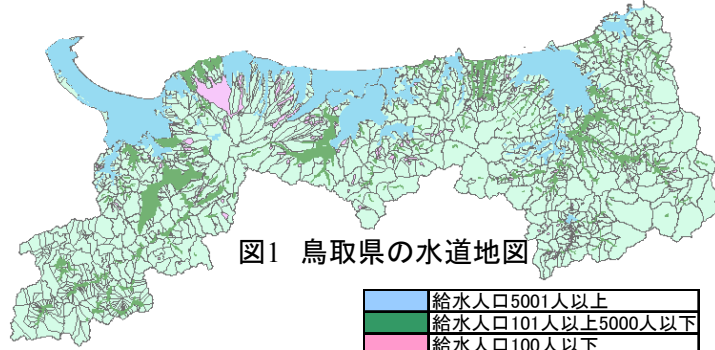 図1 鳥取県の水道地図
給水人口5001人以上
給水人口101人以上5000人以下
給水人口100人以下